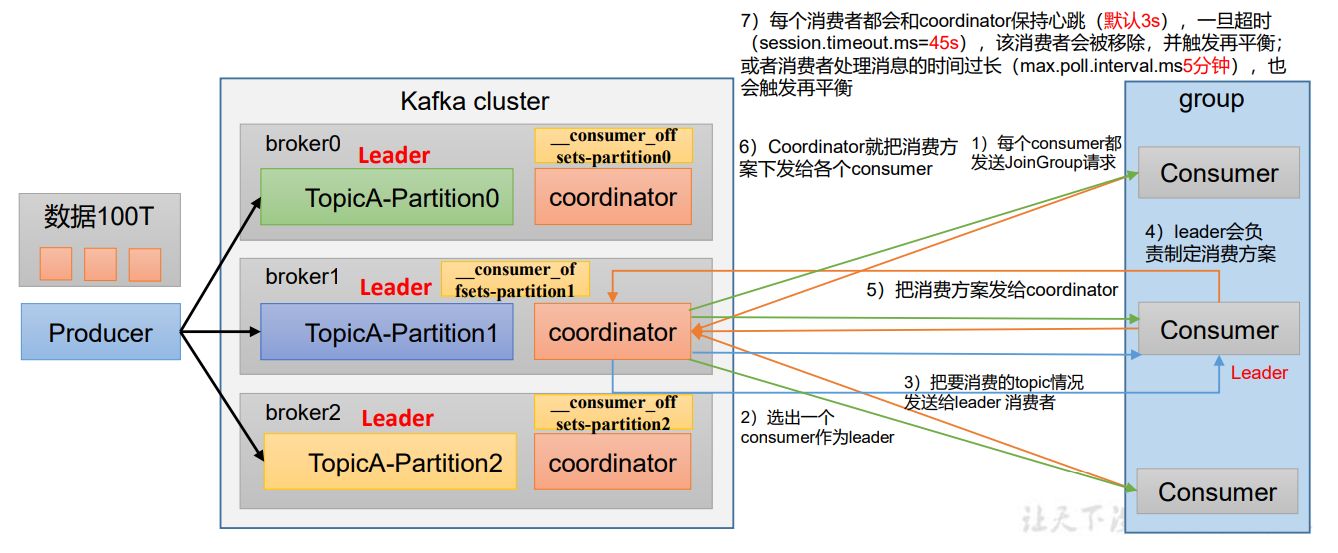 7）每个消费者都会和coordinator保持心跳（默认3s），一旦超时
（session.timeout.ms=45s），该消费者会被移除，并触发再平衡；
或者消费者处理消息的时间过长（max.poll.interval.ms5分钟），也
会触发再平衡
Kafka cluster
group
broker0
Leader
__consumer_off
sets-partition0
TopicA-Partition0
coordinator
6）Coordinator就把消费方
案下发给各个consumer
1）每个consumer都
发送JoinGroup请求
Consumer
数据100T
4）leader会负
责制定消费方案
broker1
Leader
__consumer_of
fsets-partition1
5）把消费方案发给coordinator
Producer
TopicA-Partition1
coordinator
Consumer
Leader
3）把要消费的topic情况
发送给leader 消费者
broker2
Leader
__consumer_off
sets-partition2
2）选出一个
consumer作为leader
TopicA-Partition2
coordinator
Consumer
让天下没